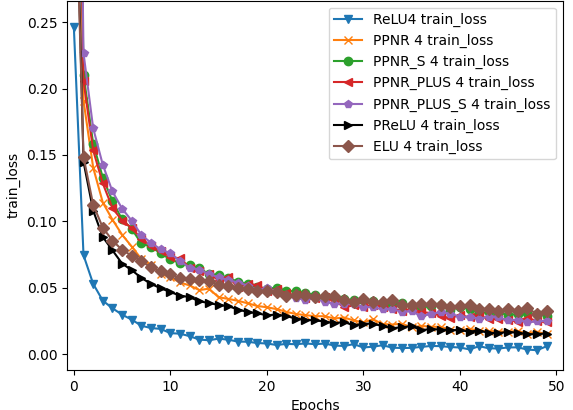 0.25
0.20
0.15
0.10
0.05
0.00
train_loss
0
10
20
30
40
50
Epochs
ReLU4 train_loss
PPNR 4 train_loss
PPNR_S 4 train_loss
PPNR_PLUS 4 train_loss
PPNR_PLUS_S 4 train_loss
PReLU 4 train_loss
ELU 4 train_loss